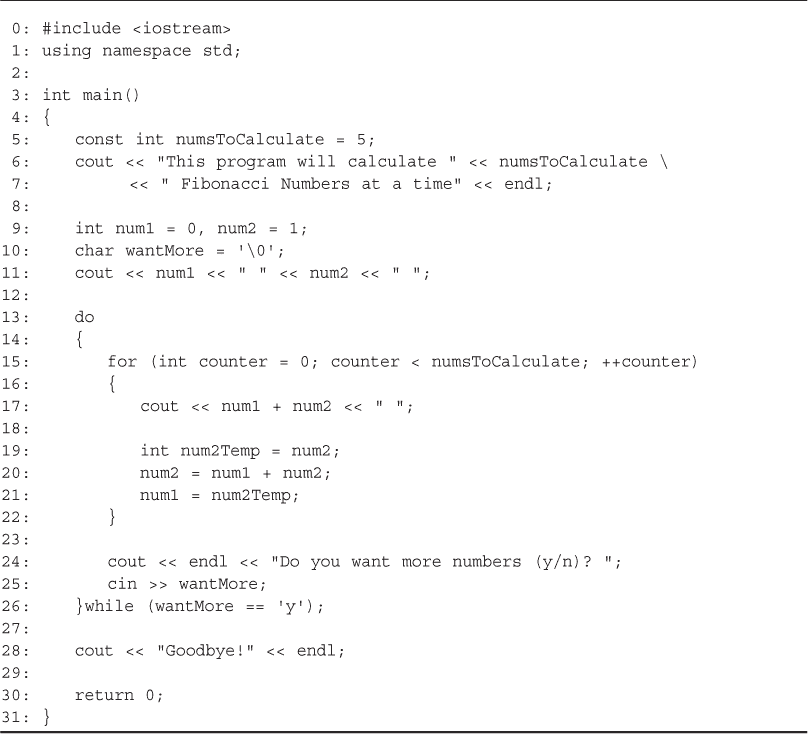 0: #include <iostream>
1: using namespace std;
2:
3: int main()
4: {
5:    const int numsToCalculate = 5;
6:    cout << "This program will calculate " << numsToCalculate \
7:         << " Fibonacci Numbers at a time" << endl;
8:
9:    int num1 = 0, num2 = 1;
10:    char wantMore = '\0';
11:    cout << num1 << " " << num2 << " ";
12:
13:    do
14:    {
15:       for (int counter = 0; counter < numsToCalculate; ++counter)
16:       {
17:          cout << num1 + num2 << " ";
18:
19:          int num2Temp = num2;
20:          num2 = num1 + num2;
21:          num1 = num2Temp;
22:       }
23:
24:       cout << endl << "Do you want more numbers (y/n)? ";
25:       cin >> wantMore;
26:    }while (wantMore == 'y');
27:
28:    cout << "Goodbye!" << endl;
29:
30:    return 0;
31: }